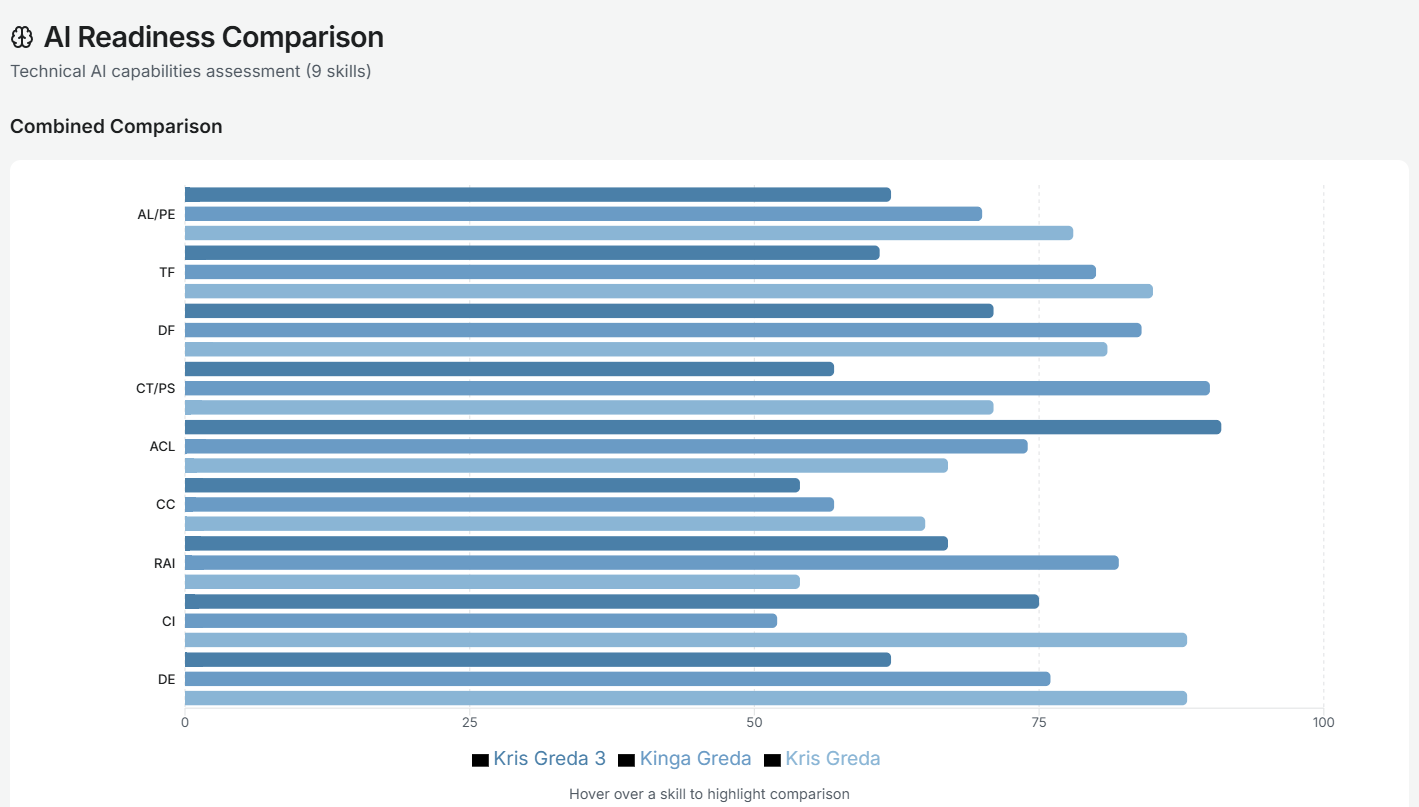 AI Readiness Comparison
Technical AI capabilities assessment (9 skills)
Combined Comparison
AL/PE
TF
DF
CT/PS
ACL
CC
RAI
CI
DE
0 25 50 75 100
Kris Greda 3 Kinga Greda Kris Greda
Hover over a skill to highlight comparison